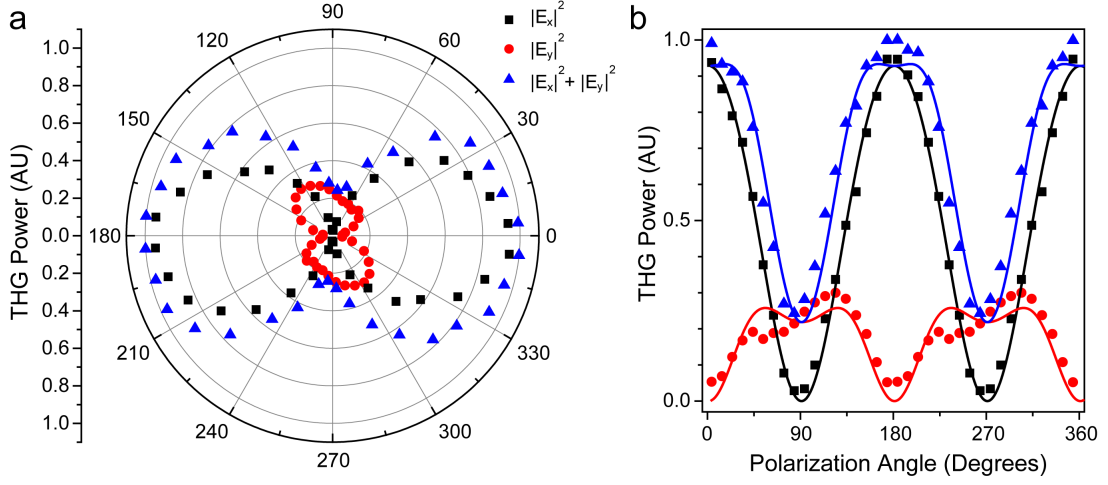 a
THG Power (AU)
1.0
0.8
0.6
0.4
0.2
0.0
0.2
0.4
0.6
0.8
1.0
90
120
60
150
30
180
0
210
330
240
300
270
|Eₓ|²
|Eᵧ|²
|Eₓ|² + |Eᵧ|²
b
THG Power (AU)
1.0
0.5
0.0
0 90 180 270 360
Polarization Angle (Degrees)